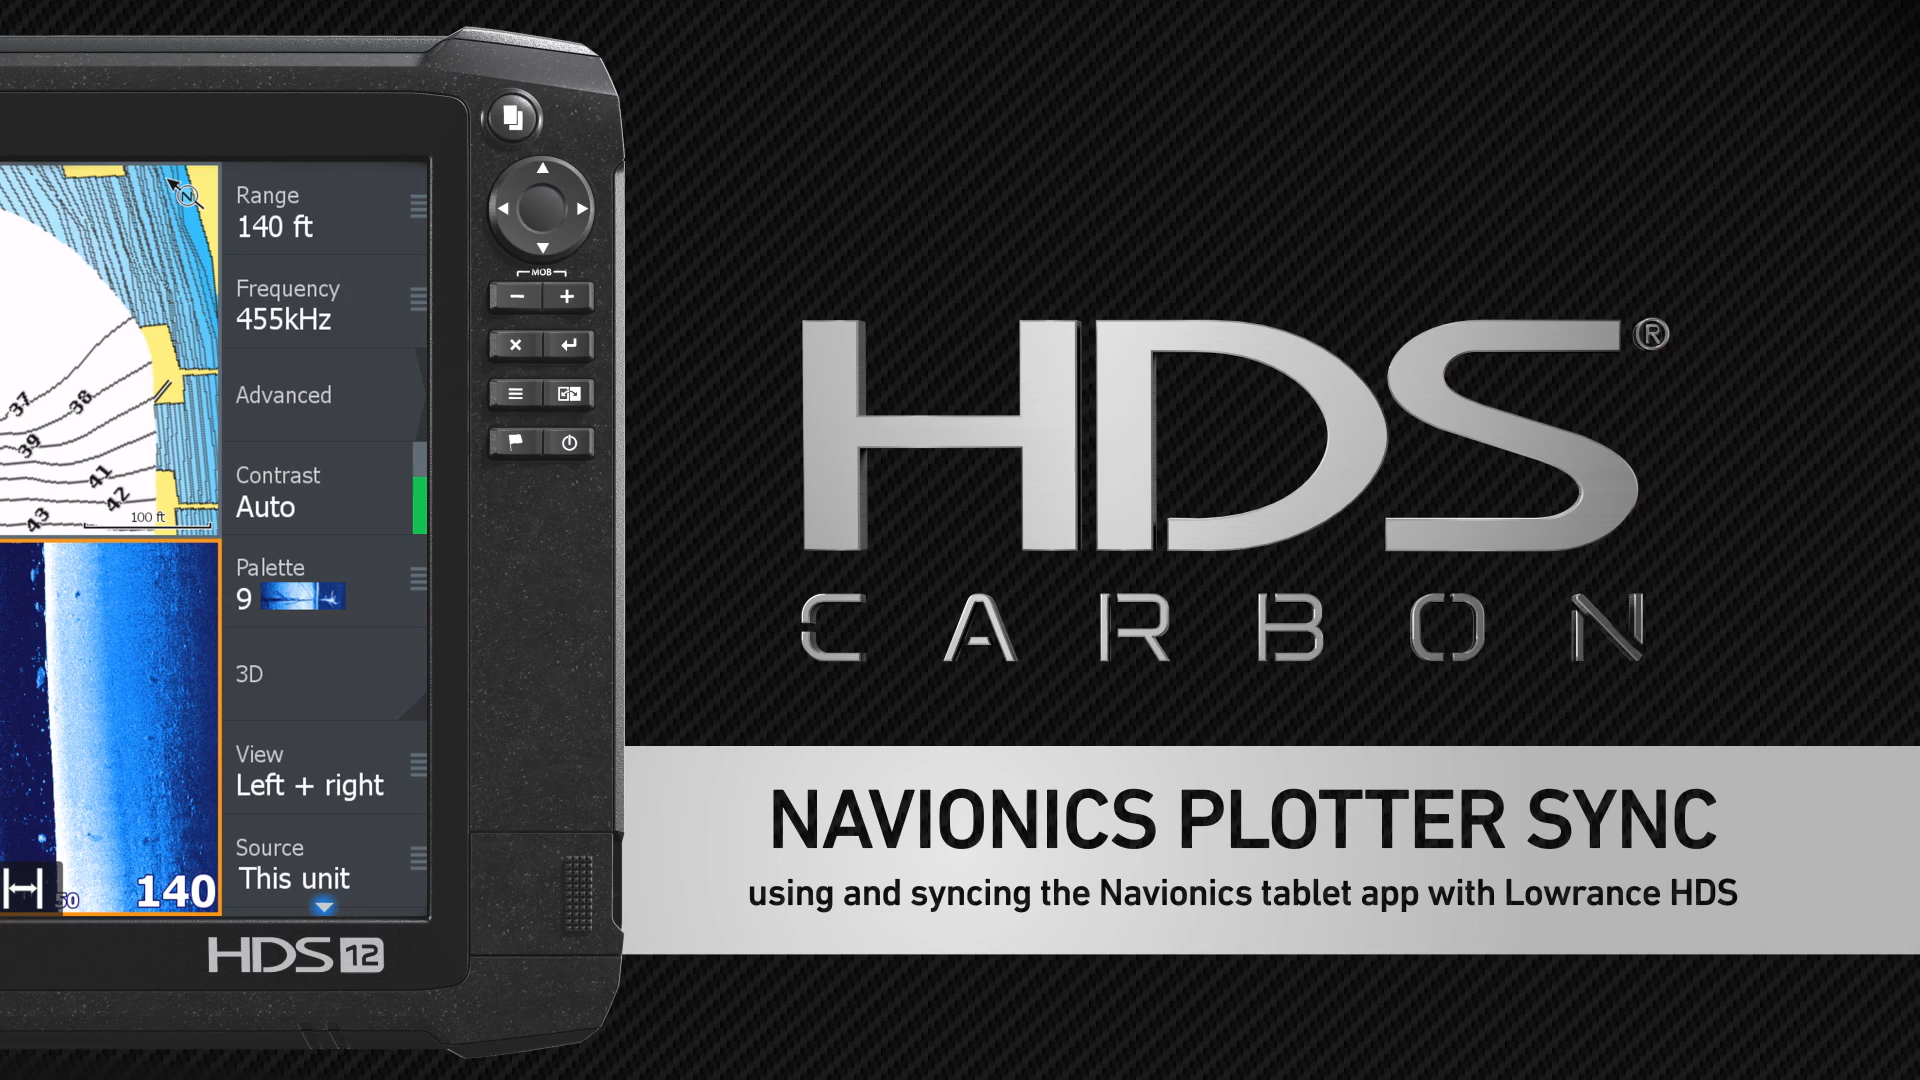 N
37
38
39
41
42
43
100 ft
50
140
Range
140 ft
Frequency
455kHz
Advanced
Contrast
Auto
Palette
9
3D
View
Left + right
Source
This unit
HDS 12
MOB
HDS®
CARBON
NAVIONICS PLOTTER SYNC
using and syncing the Navionics tablet app with Lowrance HDS